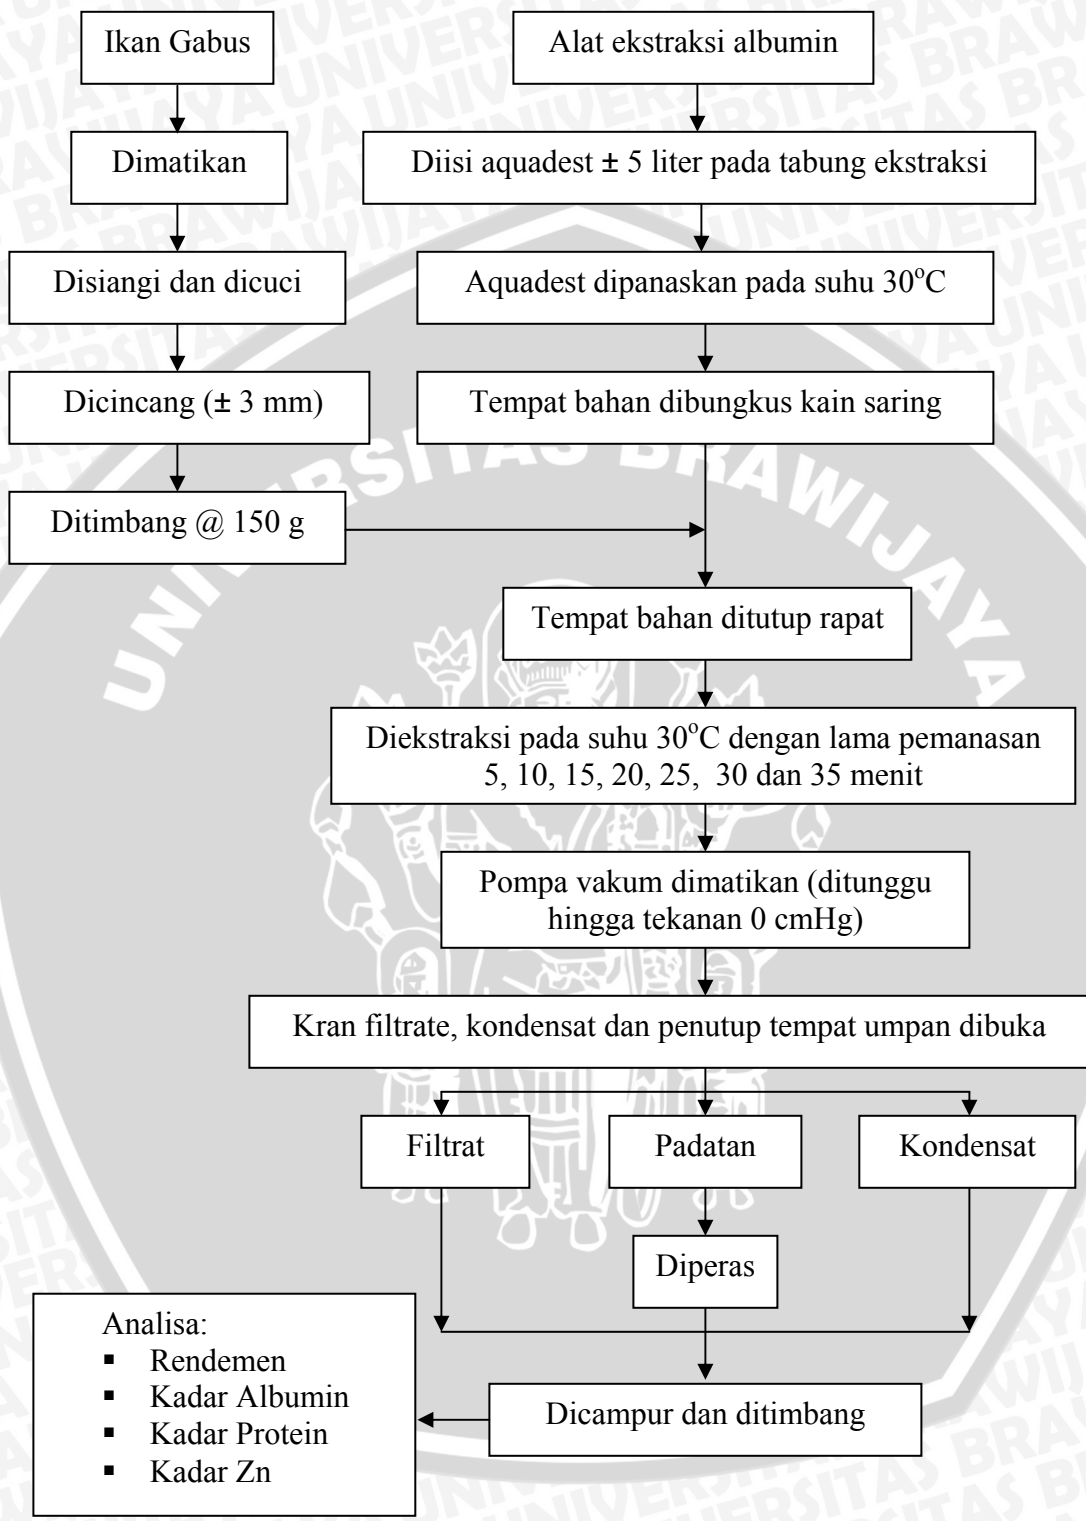 Ikan Gabus
Alat ekstraksi albumin
Dimatikan
Diisi aquadest ± 5 liter pada tabung ekstraksi
Disiangi dan dicuci
Aquadest dipanaskan pada suhu 30°C
Dicincang (± 3 mm)
Tempat bahan dibungkus kain saring
Ditimbang @ 150 g
Tempat bahan ditutup rapat
Diekstraksi pada suhu 30°C dengan lama pemanasan
5, 10, 15, 20, 25, 30 dan 35 menit
Pompa vakum dimatikan (ditunggu
hingga tekanan 0 cmHg)
Kran filtrate, kondensat dan penutup tempat umpan dibuka
Filtrat
Padatan
Kondensat
Diperas
Analisa:
▪ Rendemen
▪ Kadar Albumin
▪ Kadar Protein
▪ Kadar Zn
Dicampur dan ditimbang
UNIVERSITAS BRAWIJAYA